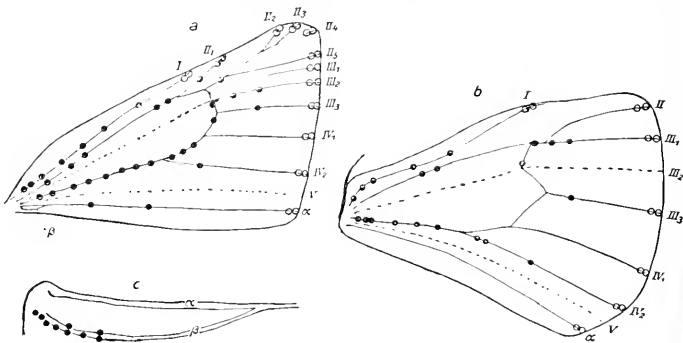 a
I
II₁
II₂
II₃
II₄
II₅
III₁
III₂
III₃
IV₁
IV₂
V
α
β
b
I
II
III₁
III₂
III₃
IV₁
IV₂
V
α
c
α
β